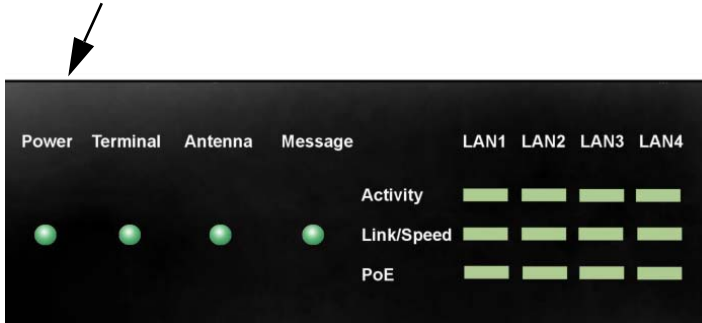 Power Terminal Antenna Message LAN1 LAN2 LAN3 LAN4
Activity
Link/Speed
PoE